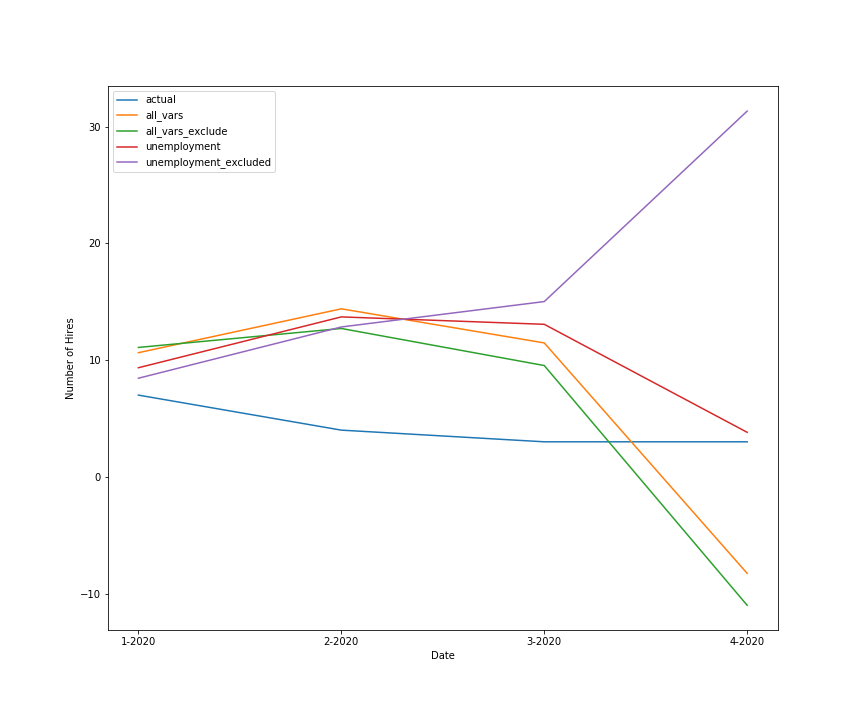 actual
all_vars
all_vars_exclude
unemployment
unemployment_excluded
30
20
10
0
−10
Number of Hires
1-2020 2-2020 3-2020 4-2020
Date